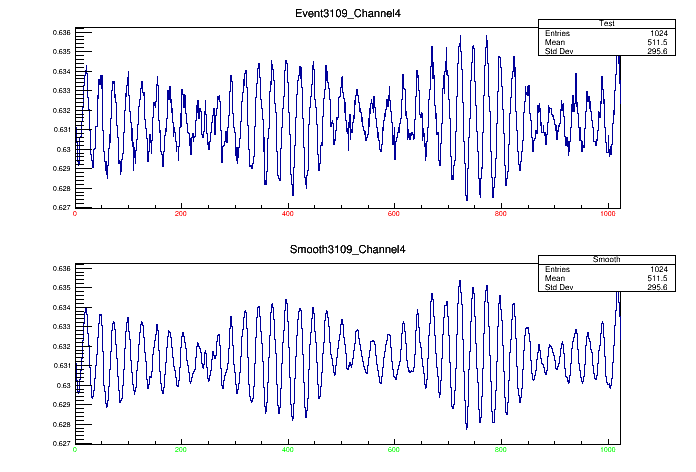 Event3109_Channel4
Test
Entries 1024
Mean 511.5
Std Dev 295.6
0.636
0.635
0.634
0.633
0.632
0.631
0.63
0.629
0.628
0.627
0 200 400 600 800 1000
Smooth3109_Channel4
Smooth
Entries 1024
Mean 511.5
Std Dev 295.6
0.636
0.635
0.634
0.633
0.632
0.631
0.63
0.629
0.628
0.627
0 200 400 600 800 1000